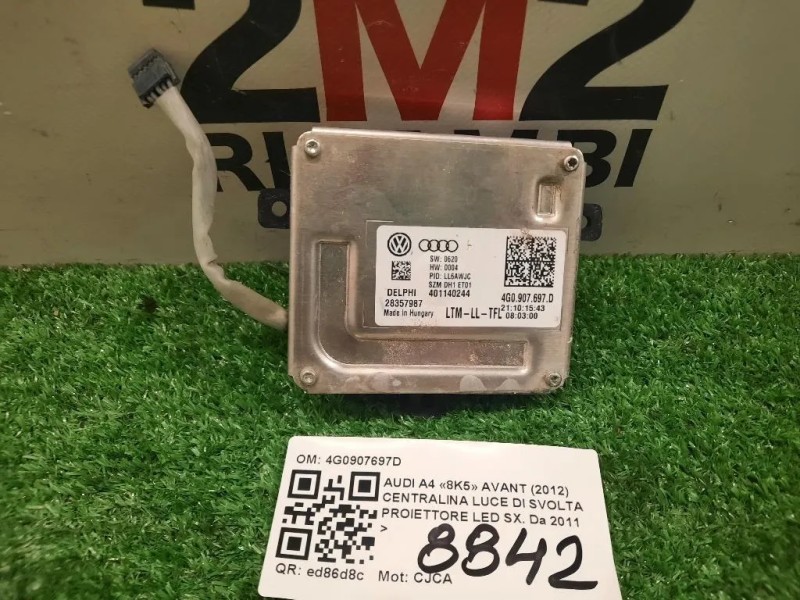 2M2
RICAMBI
SW: 0620
HW: 0004
PID: LL6AWJC
SZM DH1 ET01
DELPHI 401140244
28357987
Made in Hungary
LTM-LL-TFL
4G0.907.697.D
21:10:15:43
08:03:00
OM: 4G0907697D
AUDI A4 «8K5» AVANT (2012)
CENTRALINA LUCE DI SVOLTA
PROIETTORE LED SX. Da 2011
>
8842
QR: ed86d8c Mot: CJCA